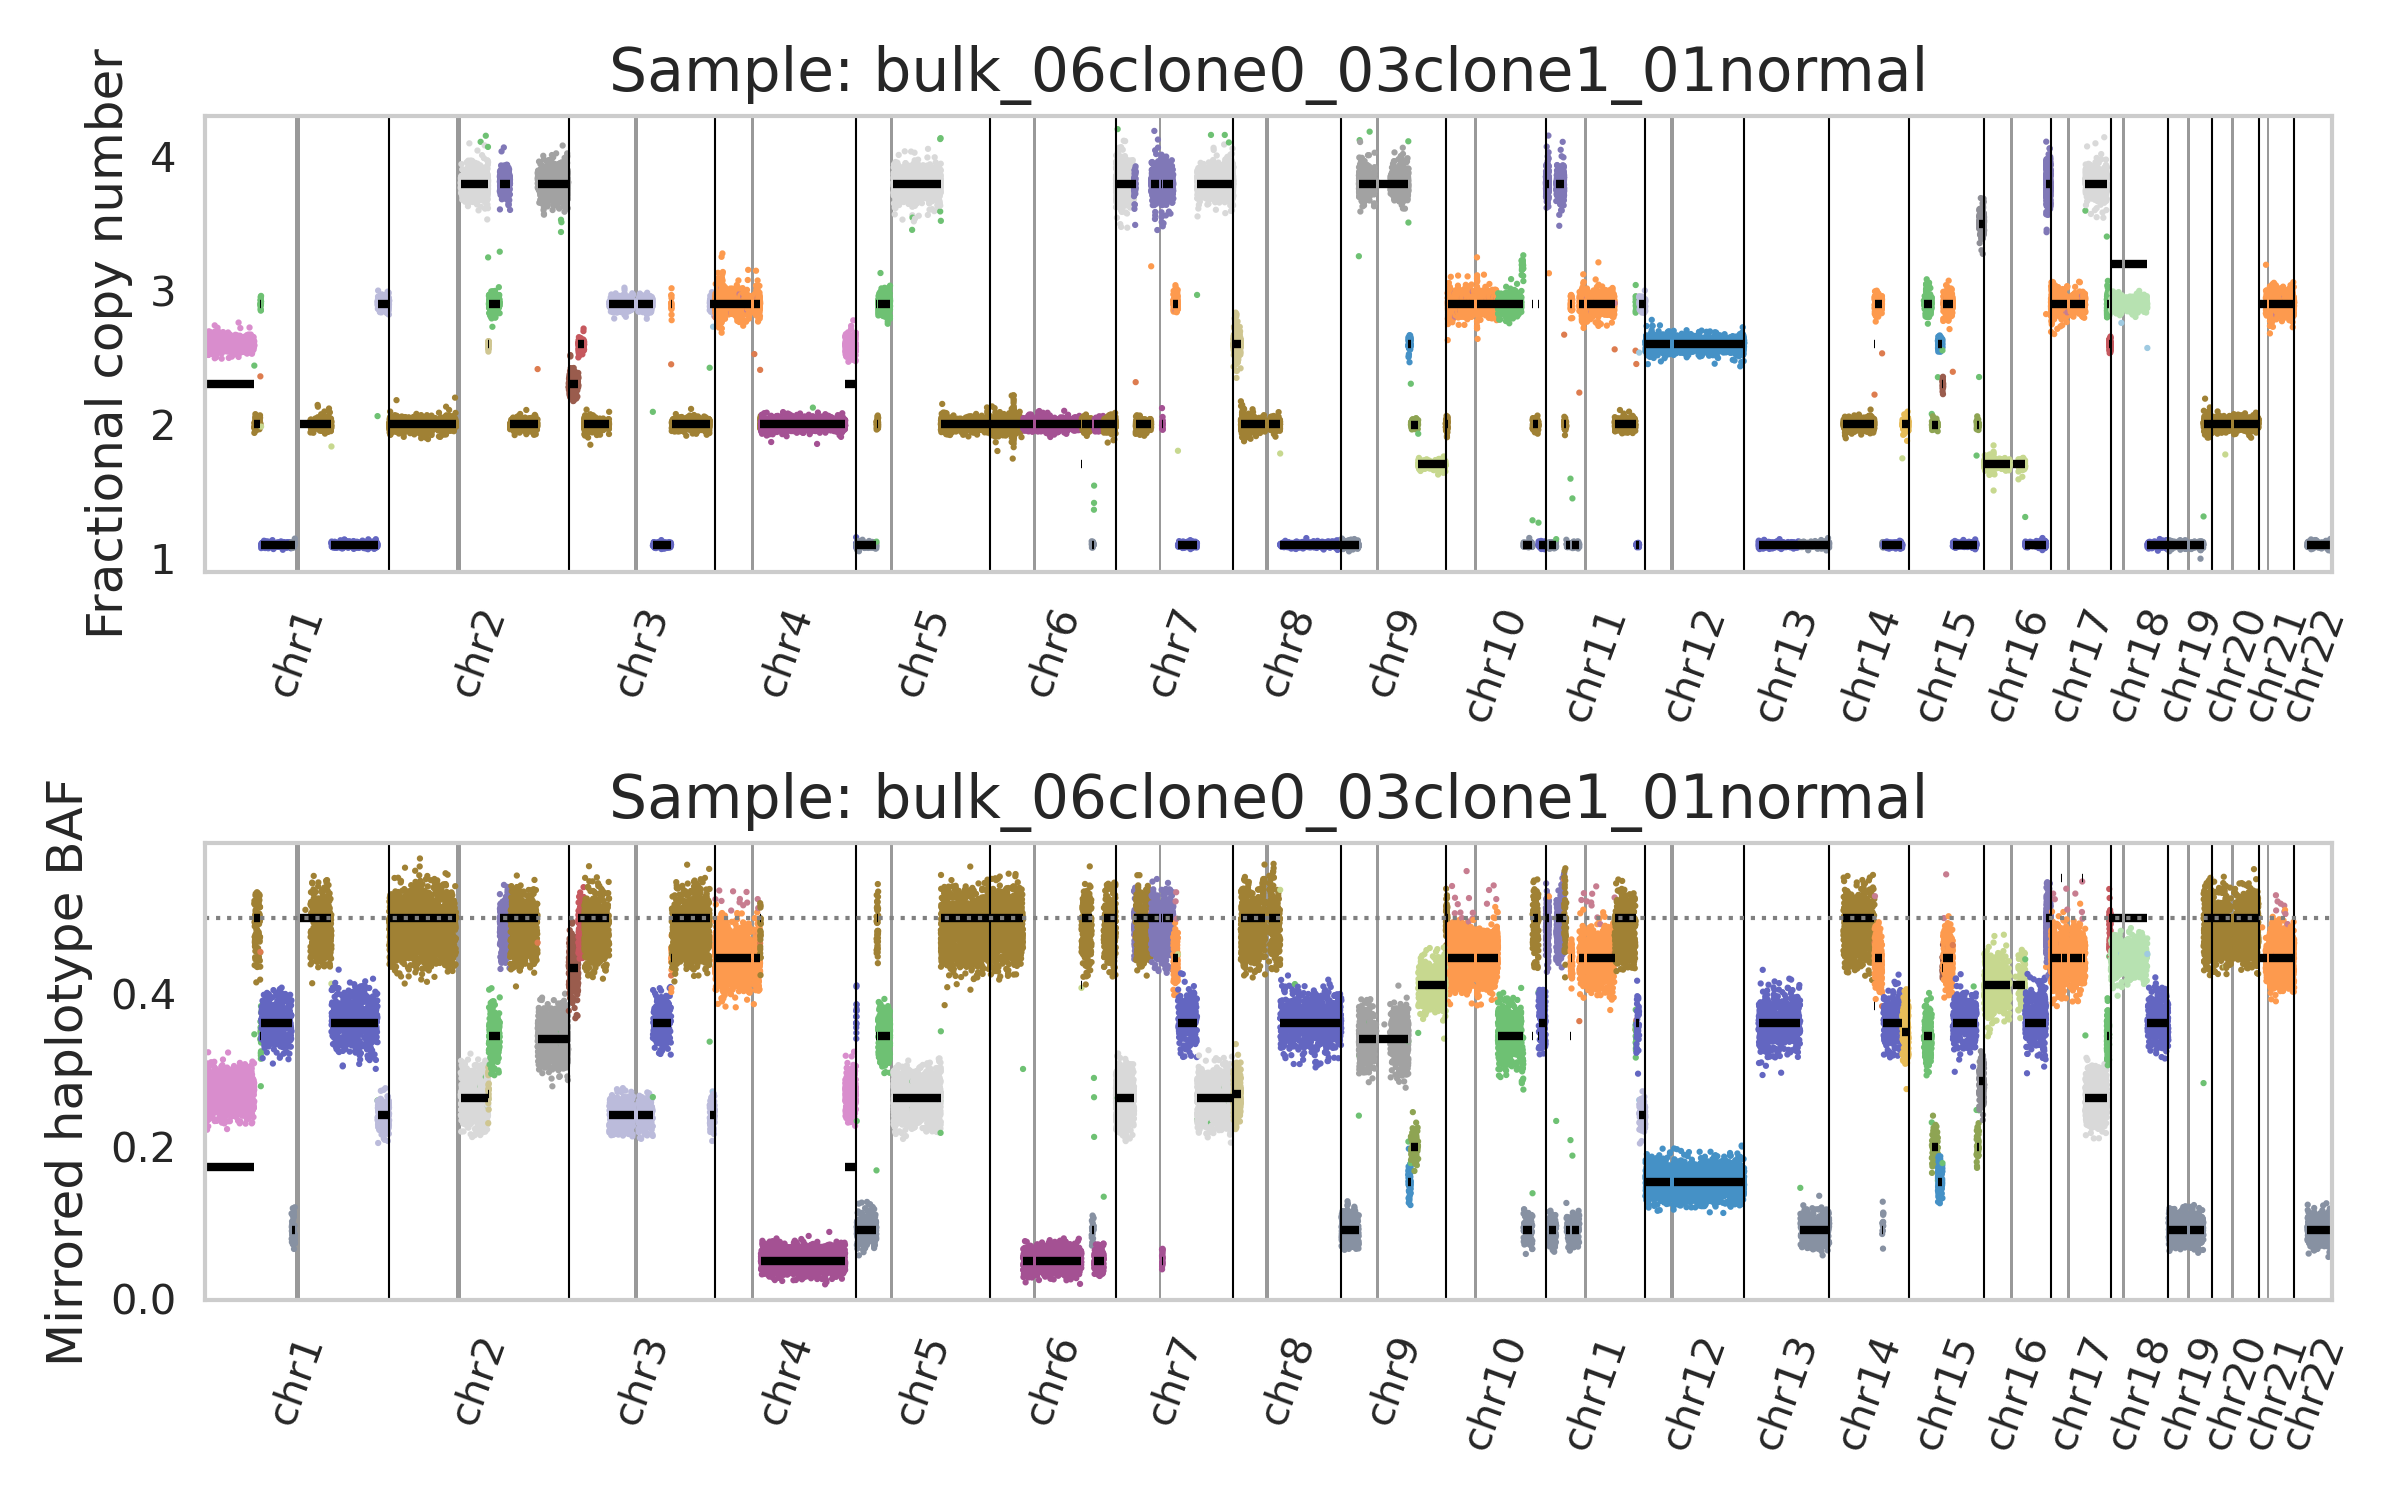 Sample: bulk_06clone0_03clone1_01normal
Fractional copy number
4
3
2
1
chr1
chr2
chr3
chr4
chr5
chr6
chr7
chr8
chr9
chr10
chr11
chr12
chr13
chr14
chr15
chr16
chr17
chr18
chr19
chr20
chr21
chr22
Sample: bulk_06clone0_03clone1_01normal
Mirrored haplotype BAF
0.4
0.2
0.0
chr1
chr2
chr3
chr4
chr5
chr6
chr7
chr8
chr9
chr10
chr11
chr12
chr13
chr14
chr15
chr16
chr17
chr18
chr19
chr20
chr21
chr22